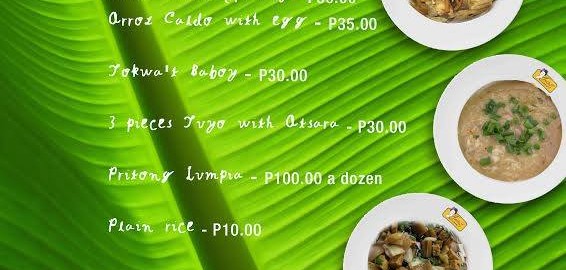 Arroz Caldo with egg - P35.00
Tokwa't Baboy - P30.00
3 pieces Tuyo with Atsara - P30.00
Pritong Lumpia - P100.00 a dozen
Plain rice - P10.00